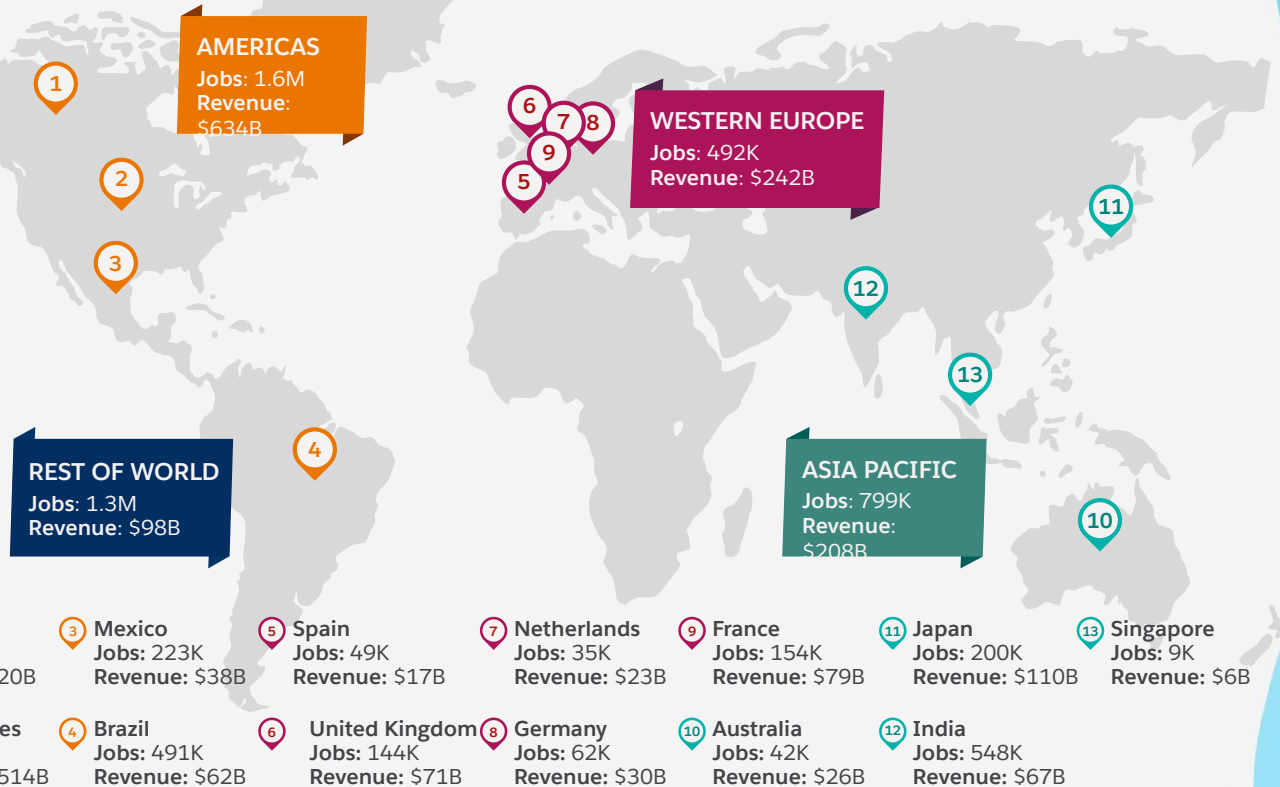 AMERICAS
Jobs: 1.6M
Revenue:
$634B
1
2
3
4
6
7
8
9
5
WESTERN EUROPE
Jobs: 492K
Revenue: $242B
11
12
13
10
REST OF WORLD
Jobs: 1.3M
Revenue: $98B
ASIA PACIFIC
Jobs: 799K
Revenue:
$208B
20B
es
514B
3 Mexico
Jobs: 223K
Revenue: $38B
4 Brazil
Jobs: 491K
Revenue: $62B
5 Spain
Jobs: 49K
Revenue: $17B
6 United Kingdom
Jobs: 144K
Revenue: $71B
7 Netherlands
Jobs: 35K
Revenue: $23B
8 Germany
Jobs: 62K
Revenue: $30B
9 France
Jobs: 154K
Revenue: $79B
10 Australia
Jobs: 42K
Revenue: $26B
11 Japan
Jobs: 200K
Revenue: $110B
12 India
Jobs: 548K
Revenue: $67B
13 Singapore
Jobs: 9K
Revenue: $6B